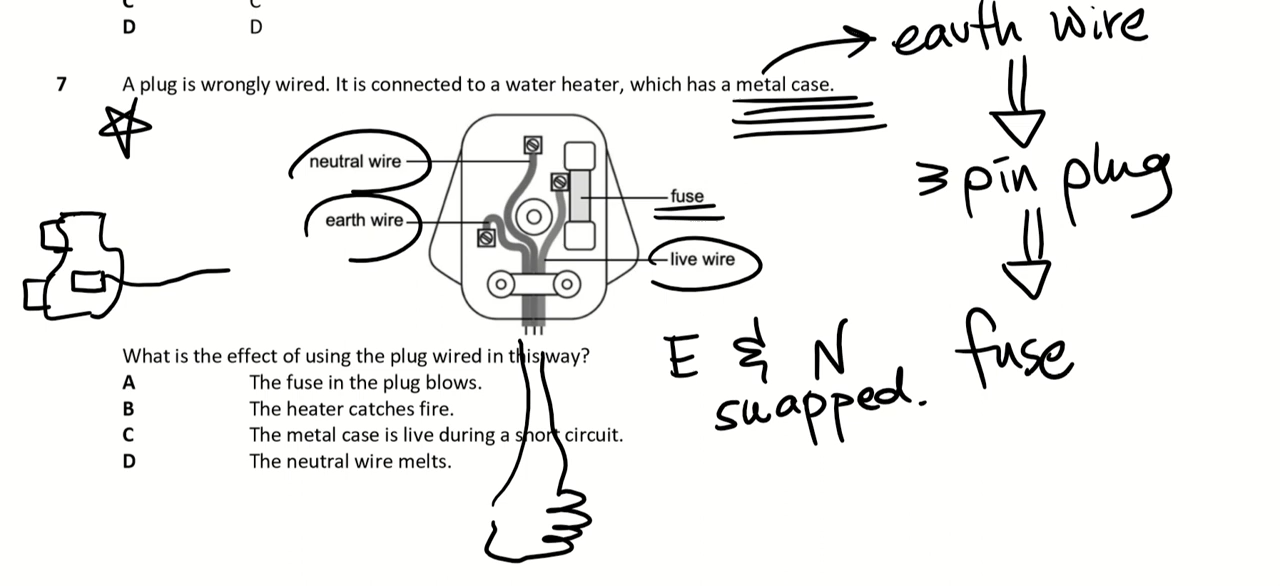 D D
earth wire
7 A plug is wrongly wired. It is connected to a water heater, which has a metal case.
3 pin plug
neutral wire
fuse
earth wire
live wire
fuse
E & N
swapped.
What is the effect of using the plug wired in this way?
A The fuse in the plug blows.
B The heater catches fire.
C The metal case is live during a short circuit.
D The neutral wire melts.